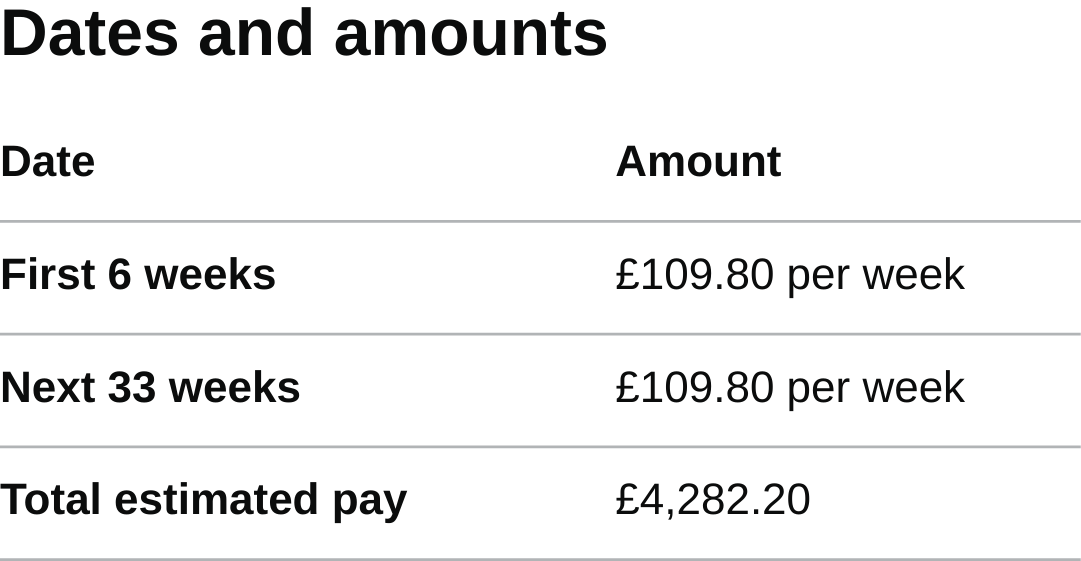 Dates and amounts
Date Amount
First 6 weeks £109.80 per week
Next 33 weeks £109.80 per week
Total estimated pay £4,282.20